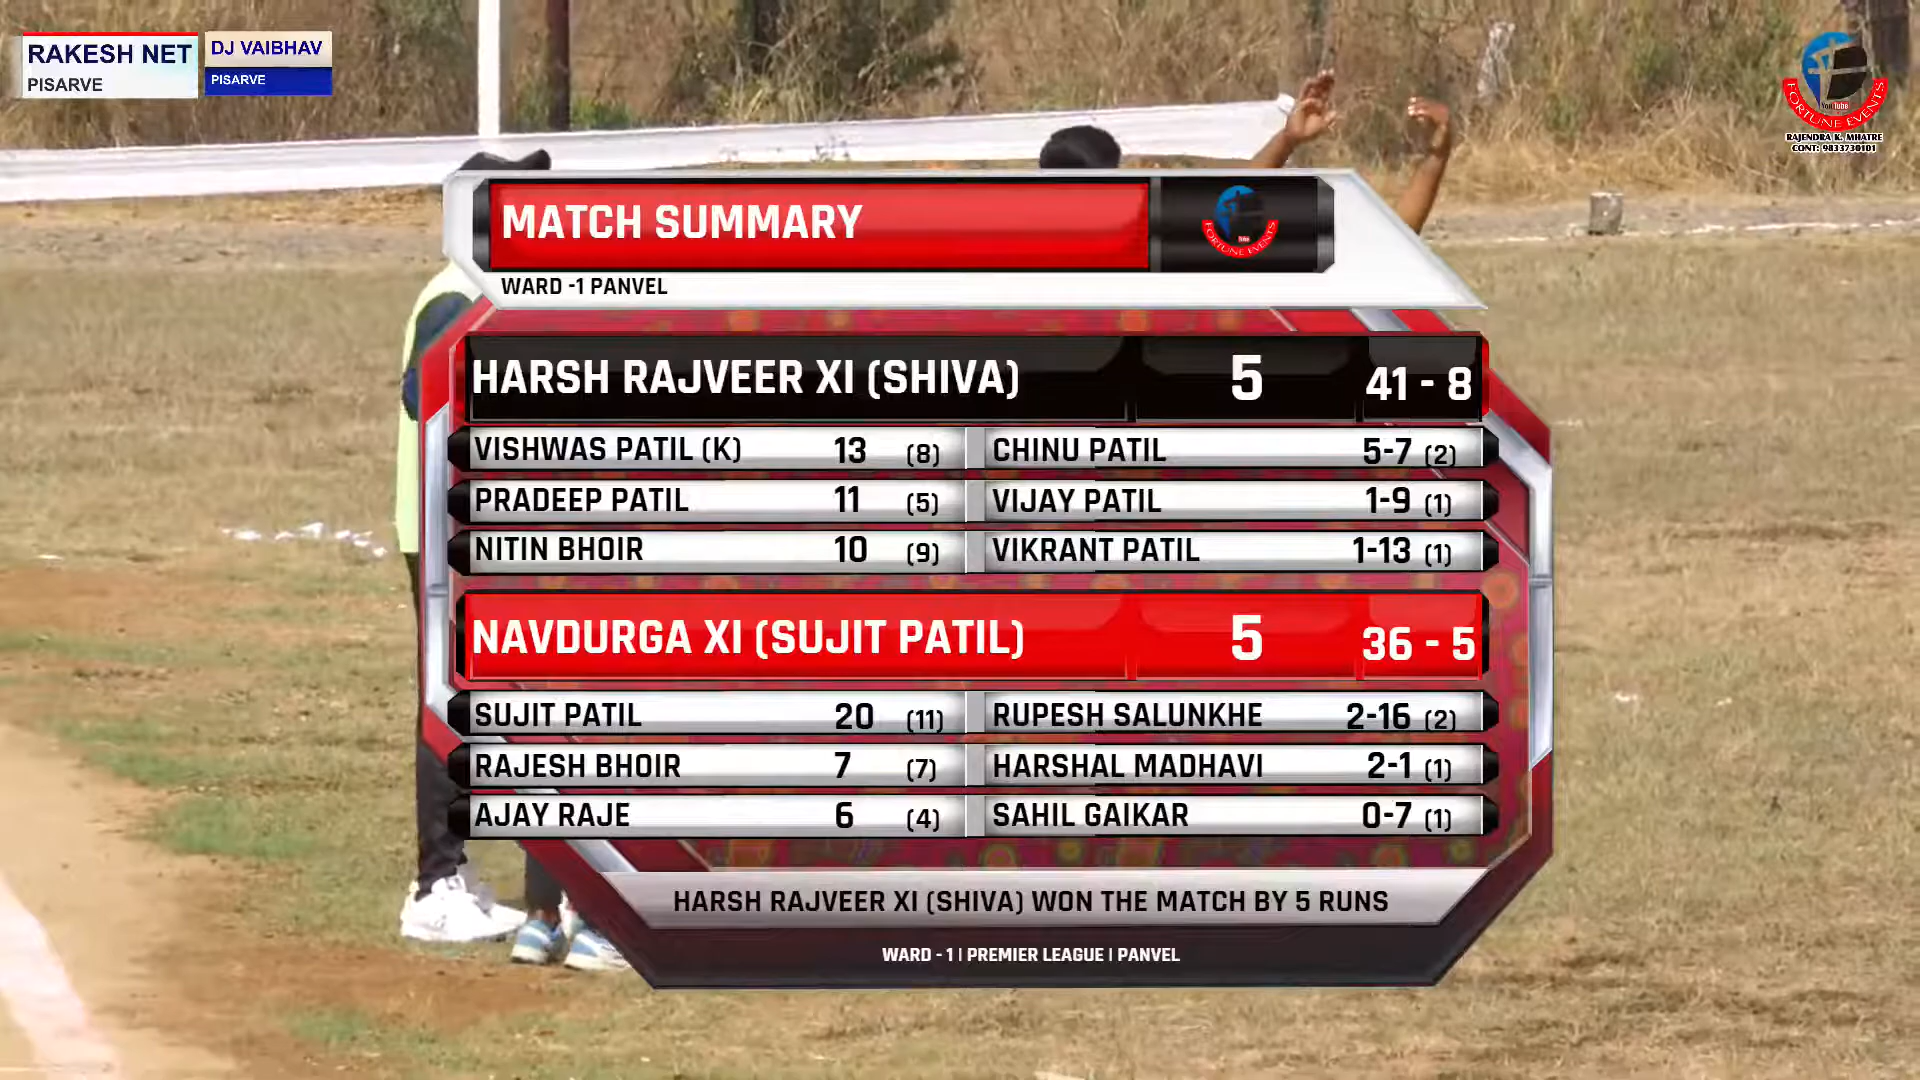 RAKESH NET
PISARVE
DJ VAIBHAV
PISARVE
YouTube
FORTUNE EVENTS
RAJENDRA K. MHATRE
CONT: 9833730101
MATCH SUMMARY
FORTUNE EVENTS
WARD -1 PANVEL
HARSH RAJVEER XI (SHIVA) 5 41 - 8
VISHWAS PATIL (K) 13 (8) CHINU PATIL 5-7 (2)
PRADEEP PATIL 11 (5) VIJAY PATIL 1-9 (1)
NITIN BHOIR 10 (9) VIKRANT PATIL 1-13 (1)
NAVDURGA XI (SUJIT PATIL) 5 36 - 5
SUJIT PATIL 20 (11) RUPESH SALUNKHE 2-16 (2)
RAJESH BHOIR 7 (7) HARSHAL MADHAVI 2-1 (1)
AJAY RAJE 6 (4) SAHIL GAIKAR 0-7 (1)
HARSH RAJVEER XI (SHIVA) WON THE MATCH BY 5 RUNS
WARD - 1 | PREMIER LEAGUE | PANVEL